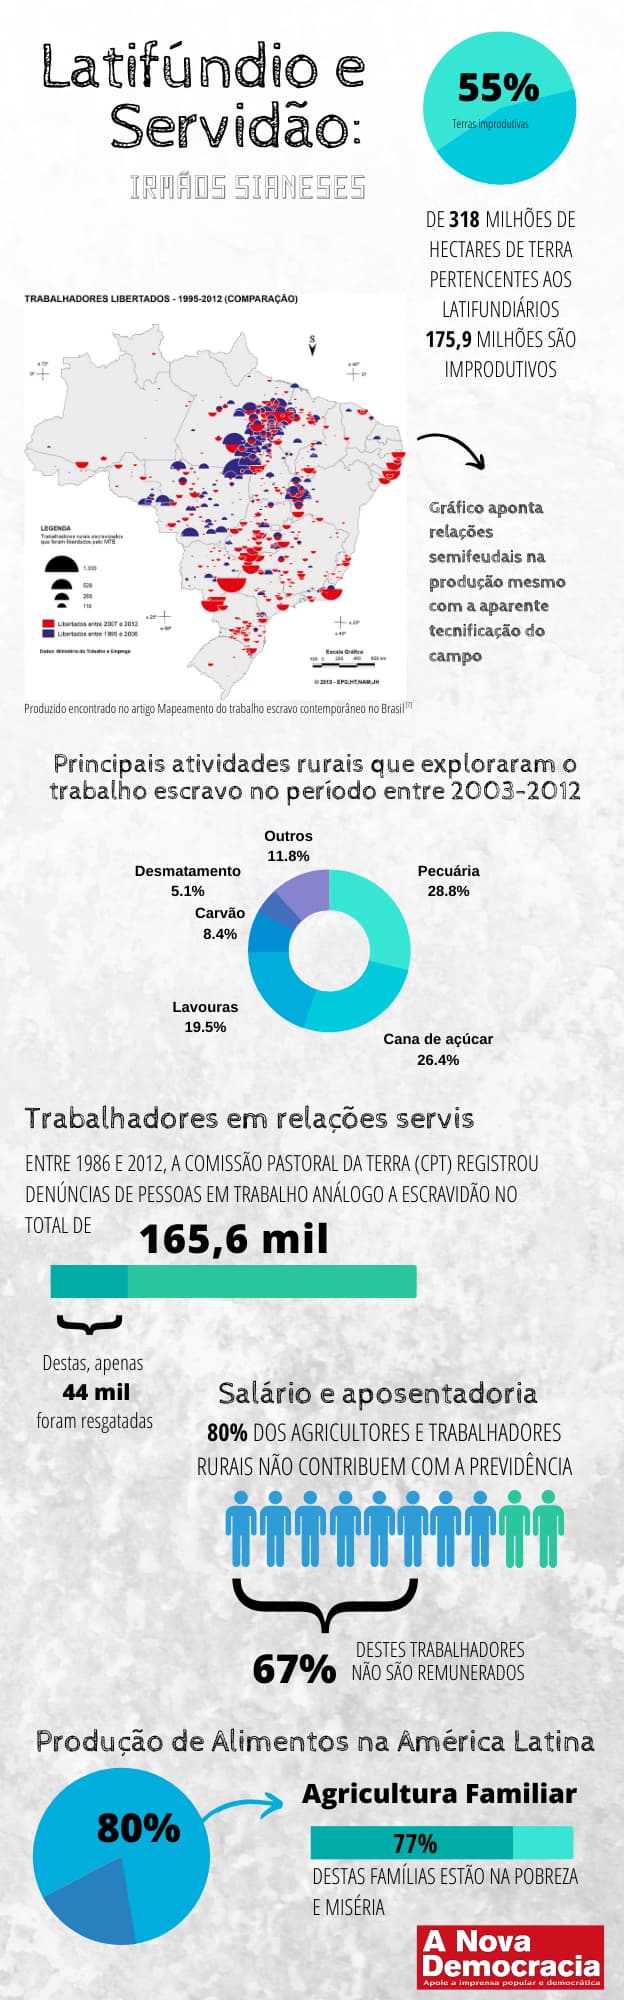 Latifúndio e
Servidão:
IRMÃOS SIANESES
55%
Terras improdutivas
DE 318 MILHÕES DE
HECTARES DE TERRA
PERTENCENTES AOS
LATIFUNDIÁRIOS
175,9 MILHÕES SÃO
IMPRODUTIVOS
TRABALHADORES LIBERTADOS - 1995-2012 (COMPARAÇÃO)
S
LEGENDA
Trabalhadores rurais escravizados
que foram libertados pelo MTE
1.330
526
265
110
Libertados entre 2007 e 2012
Libertados entre 1995 e 2006
Dados: Ministério do Trabalho e Emprego
Escala Gráfica
© 2013 - EPG;HT;NAM;JH
Gráfico aponta
relações
semifeudais na
produção mesmo
com a aparente
tecnificação do
campo
Produzido encontrado no artigo Mapeamento do trabalho escravo contemporâneo no Brasil[7]
Principais atividades rurais que exploraram o
trabalho escravo no período entre 2003-2012
Outros
11.8%
Desmatamento
5.1%
Carvão
8.4%
Pecuária
28.8%
Lavouras
19.5%
Cana de açúcar
26.4%
Trabalhadores em relações servis
ENTRE 1986 E 2012, A COMISSÃO PASTORAL DA TERRA (CPT) REGISTROU
DENÚNCIAS DE PESSOAS EM TRABALHO ANÁLOGO A ESCRAVIDÃO NO
TOTAL DE 165,6 mil
Destas, apenas
44 mil
foram resgatadas
Salário e aposentadoria
80% DOS AGRICULTORES E TRABALHADORES
RURAIS NÃO CONTRIBUEM COM A PREVIDÊNCIA
67% DESTES TRABALHADORES
NÃO SÃO REMUNERADOS
Produção de Alimentos na América Latina
80%
Agricultura Familiar
77%
DESTAS FAMÍLIAS ESTÃO NA POBREZA
E MISÉRIA
A Nova
Democracia
Apoie a imprensa popular e democrática